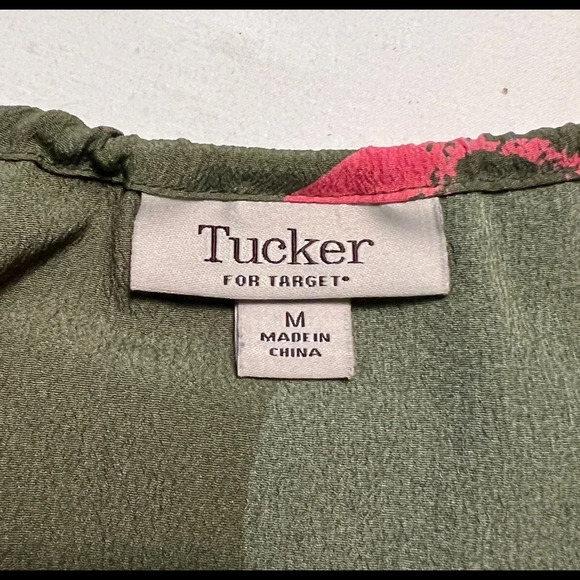 Tucker
FOR TARGET®
M
MADE IN
CHINA